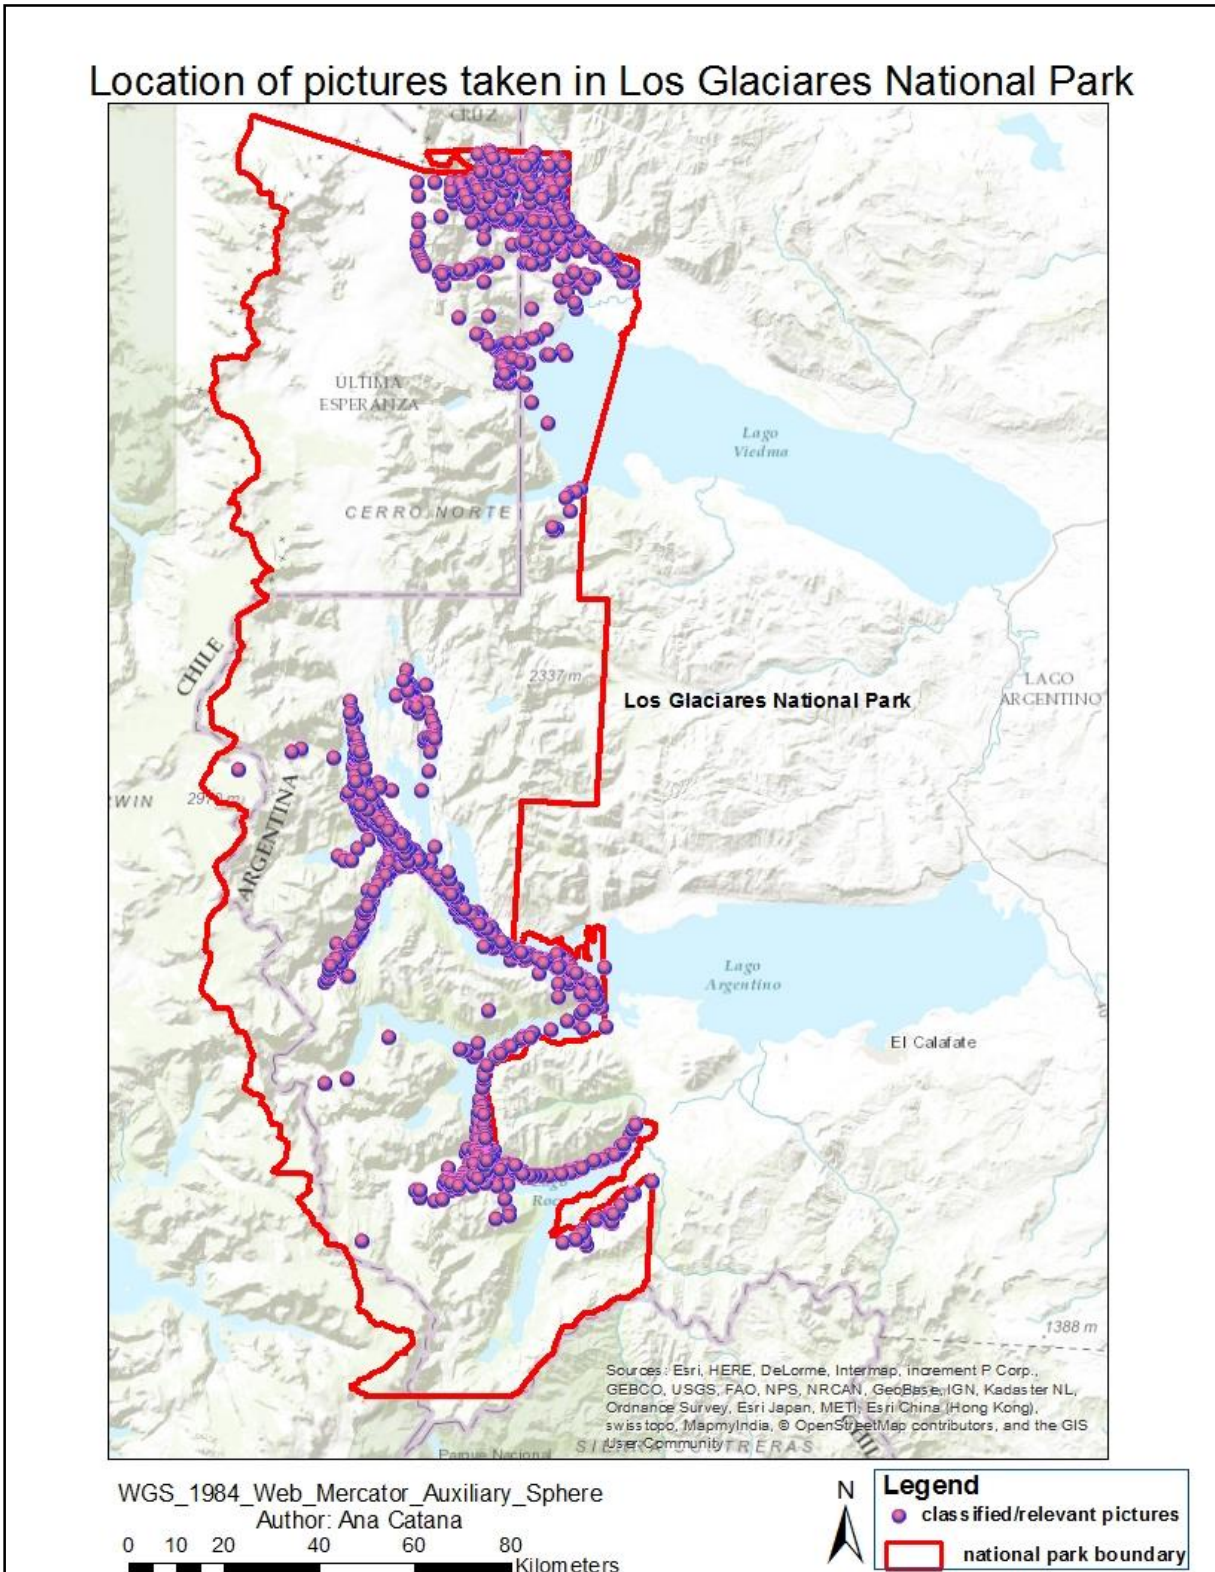 Location of pictures taken in Los Glaciares National Park
CRUZ
ÚLTIMA
ESPERANZA
Lago
Viedma
CERRO NORTE
CHILE
2337 m
LAGO
ARGENTINO
Los Glaciares National Park
ARGENTINA
Lago
Argentino
El Calafate
40
1388 m
Sources: Esri, HERE, DeLorme, Intermap, increment P Corp.,
GEBCO, USGS, FAO, NPS, NRCAN, GeoBase, IGN, Kadaster NL,
Ordnance Survey, Esri Japan, METI, Esri China (Hong Kong),
swisstopo, MapmyIndia, © OpenStreetMap contributors, and the GIS
User Community
Parque Nacional
WGS_1984_Web_Mercator_Auxiliary_Sphere
Author: Ana Catana
0 10 20 40 60 80
Kilometers
N
Legend
classified/relevant pictures
national park boundary